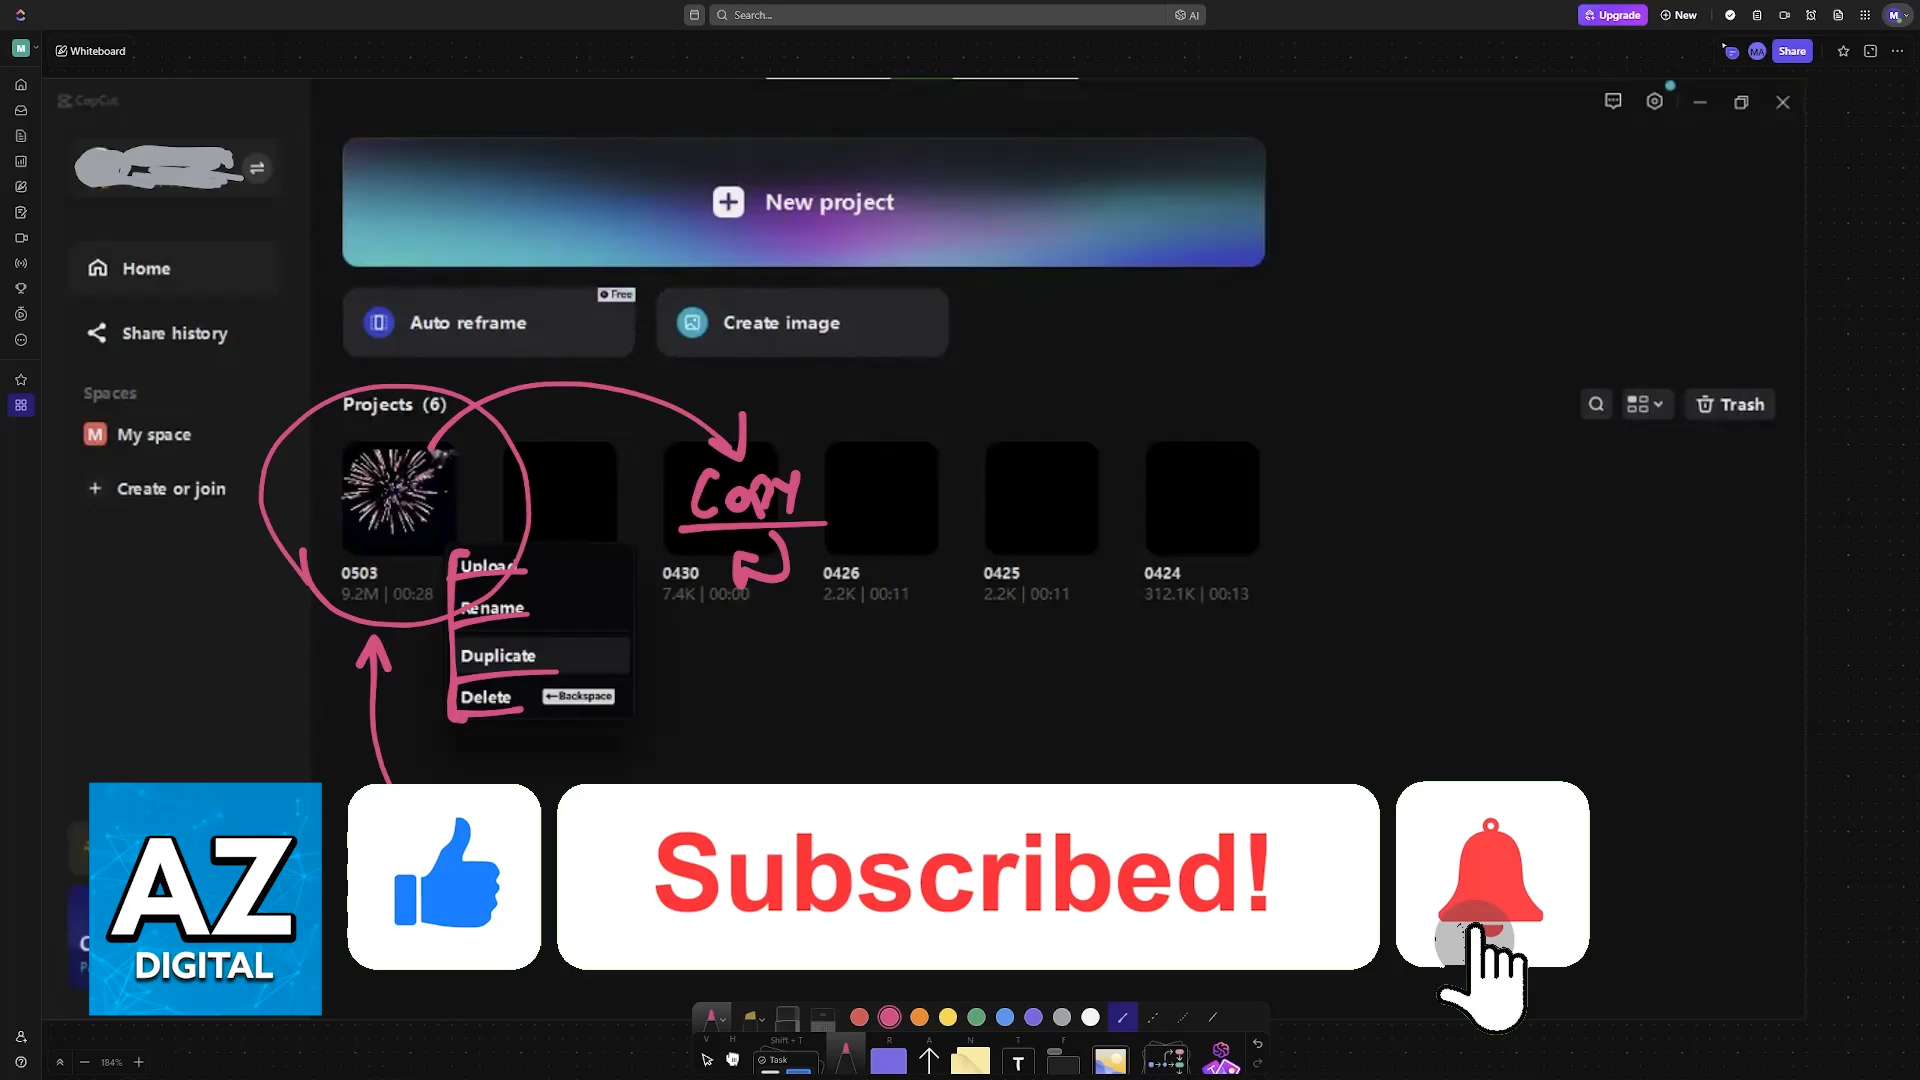 Search...
AI
Upgrade
New
M
M
Whiteboard
MA
Share
CapCut
New project
Home
Free
Auto reframe
Create image
Share history
Spaces
Projects (6)
Trash
M My space
Create or join
Copy
Upload
0503
9.2M | 00:28
0430
7.4K | 00:00
0426
2.2K | 00:11
0425
2.2K | 00:11
0424
312.1K | 00:13
Rename
Duplicate
Delete
Backspace
AZ
DIGITAL
Subscribed!
V
H
Shift + T
R
A
N
T
F
Task
T
184%